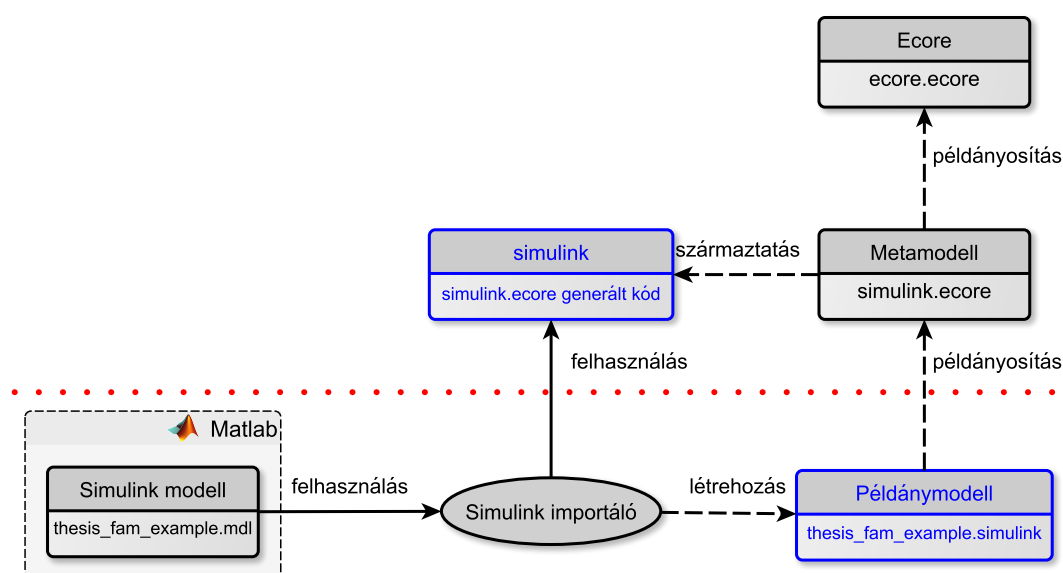 Ecore
ecore.ecore
példányosítás
simulink
simulink.ecore generált kód
származtatás
Metamodell
simulink.ecore
felhasználás
példányosítás
Matlab
Simulink modell
thesis_fam_example.mdl
felhasználás
Simulink importáló
létrehozás
Példánymodell
thesis_fam_example.simulink